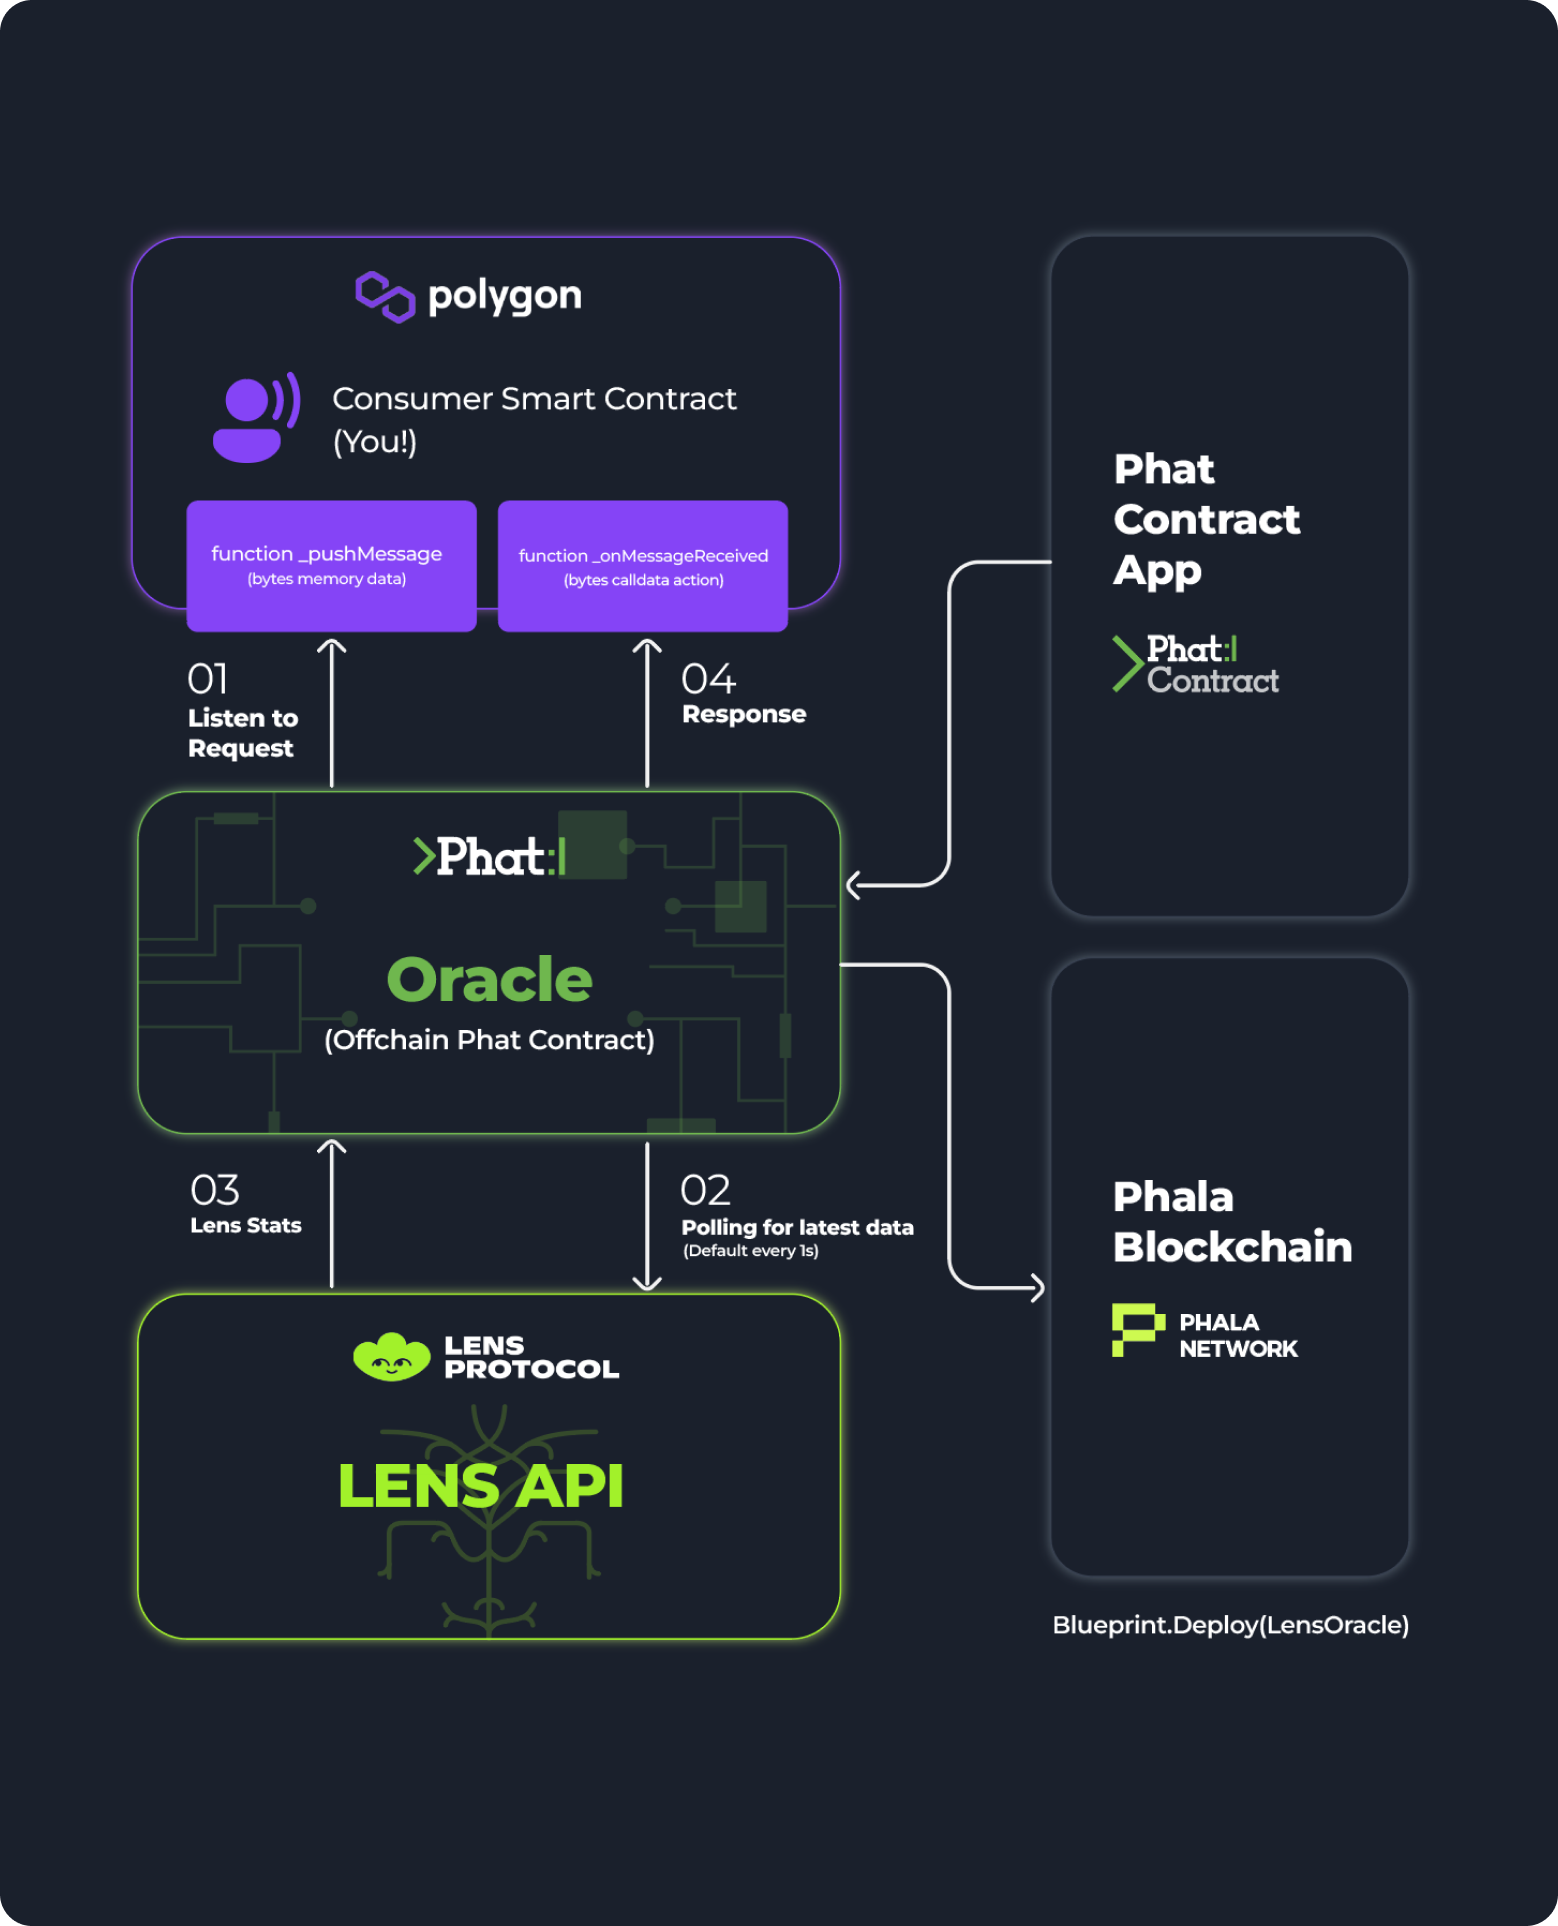 polygon
Consumer Smart Contract
(You!)
function _pushMessage
(bytes memory data)
function _onMessageReceived
(bytes calldata action)
01
Listen to
Request
04
Response
Phat
Oracle
(Offchain Phat Contract)
03
Lens Stats
02
Polling for latest data
(Default every 1s)
LENS
PROTOCOL
LENS API
Phat
Contract
App
Phat
Contract
Phala
Blockchain
PHALA
NETWORK
Blueprint.Deploy(LensOracle)